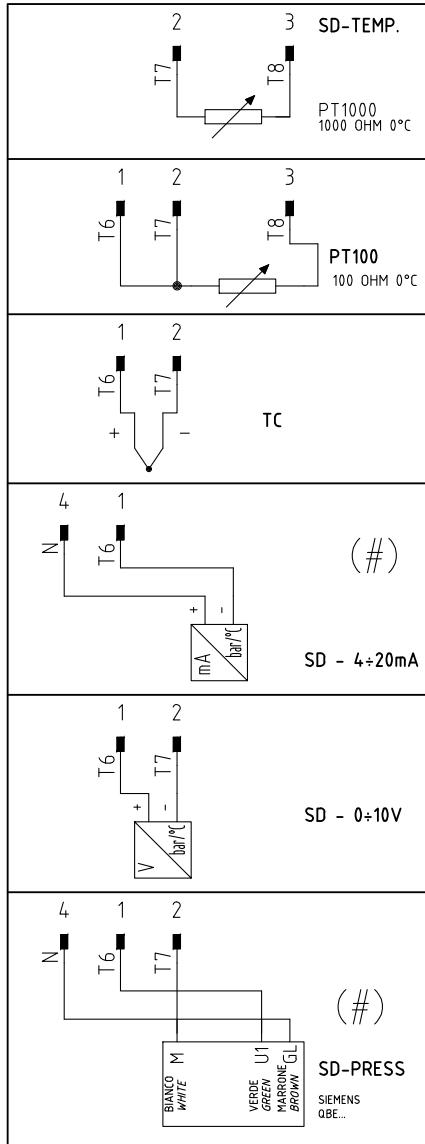 2 3 SD-TEMP.
T7 T8
PT1000
1000 OHM 0°C
1 2 3
T6 T7 T8
PT100
100 OHM 0°C
1 2
T6 T7
+ -
TC
4 1
N T6
(#)
+ -
mA bar/°C
SD - 4÷20mA
1 2
T6 T7
+ -
V bar/°C
SD - 0÷10V
4 1 2
N T6 T7
(#)
BIANCO
WHITE
M
VERDE
GREEN
U1
MARRONE
BROWN
GL
SD-PRESS
SIEMENS
QBE...